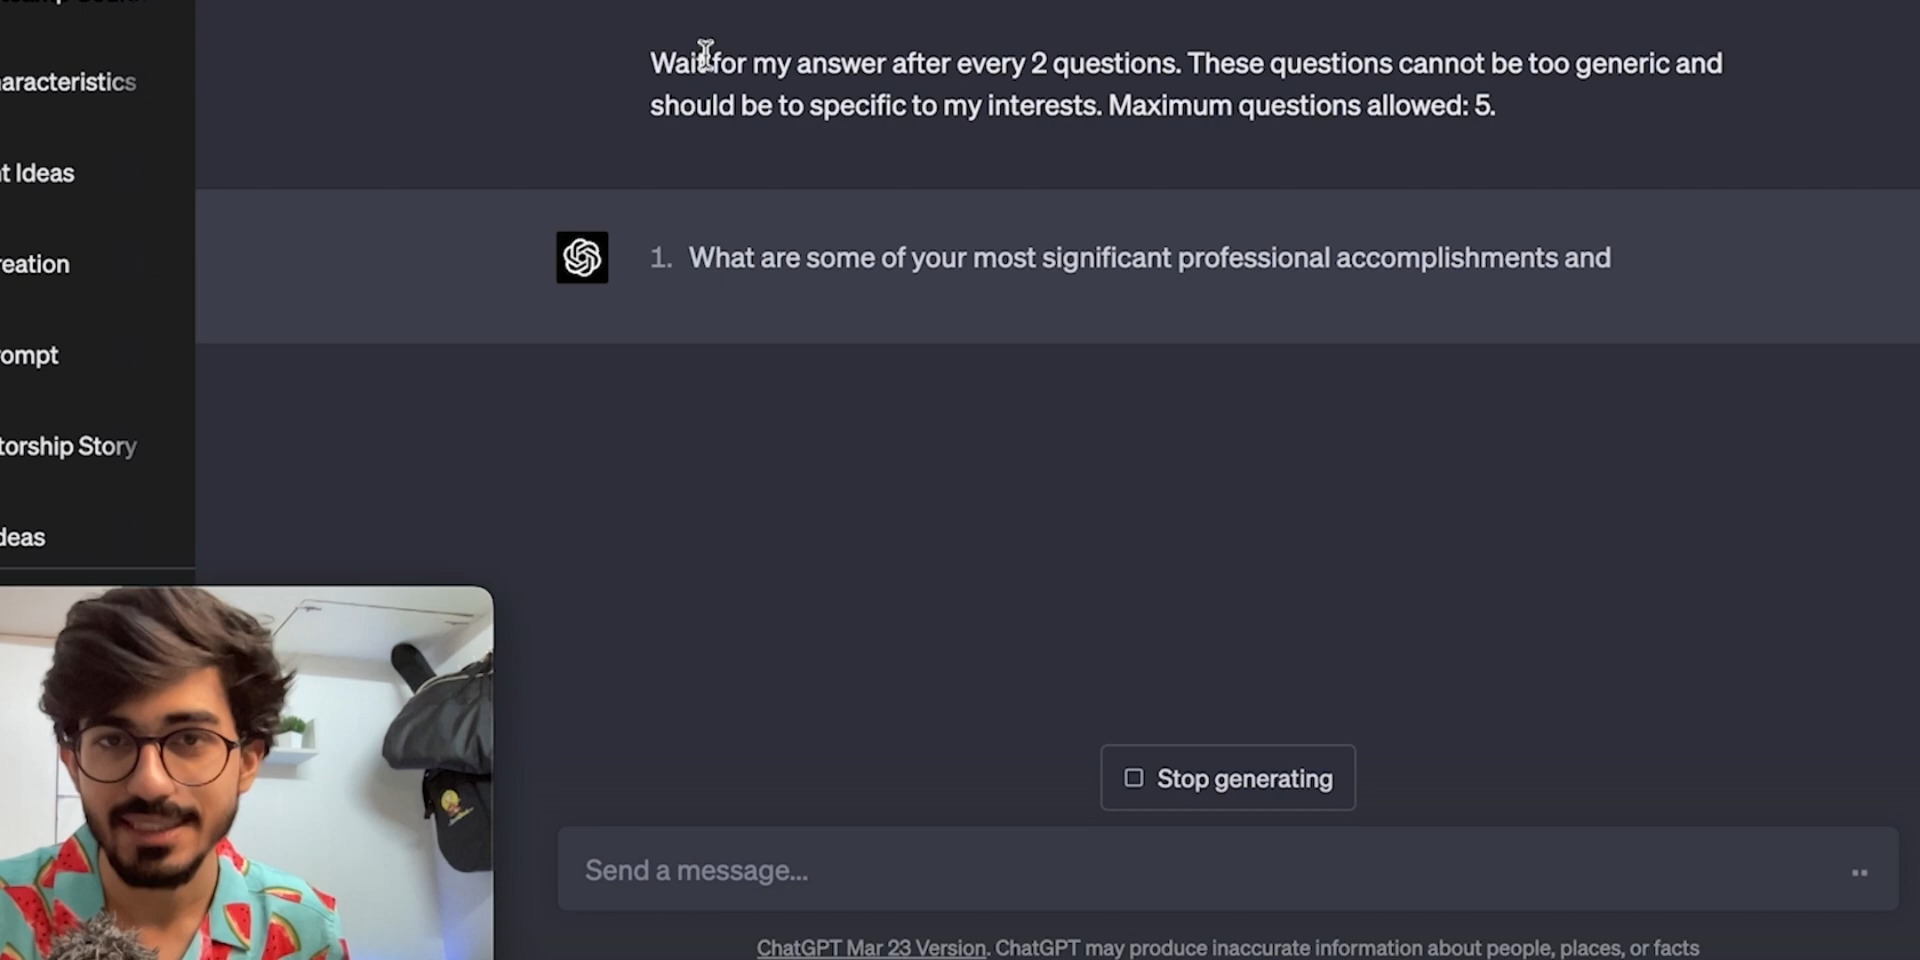 aracteristics
t Ideas
reation
ompt
torship Story
deas
Wait for my answer after every 2 questions. These questions cannot be too generic and
should be to specific to my interests. Maximum questions allowed: 5.
1. What are some of your most significant professional accomplishments and
Stop generating
Send a message...
ChatGPT Mar 23 Version. ChatGPT may produce inaccurate information about people, places, or facts